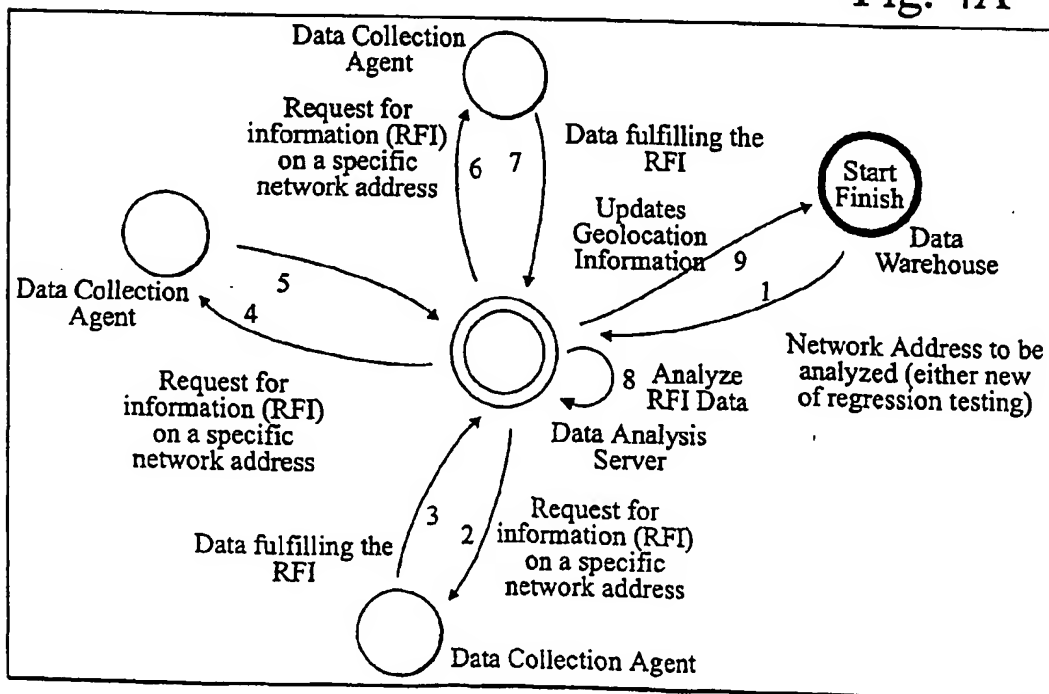 Fig. 4A
Data Collection
Agent
Request for
information (RFI)
on a specific
network address
6
7
Data fulfilling the
RFI
Start
Finish
Data
Warehouse
Updates
Geolocation
Information
9
1
Data Collection
Agent
5
4
Network Address to be
analyzed (either new
of regression testing)
8
Analyze
RFI Data
Data Analysis
Server
Request for
information (RFI)
on a specific
network address
3
2
Data fulfilling the
RFI
Request for
information (RFI)
on a specific
network address
Data Collection Agent